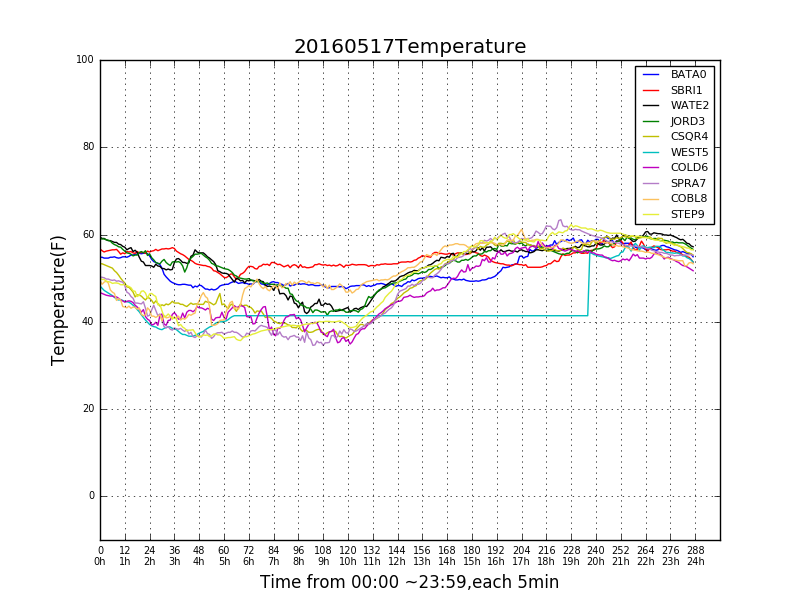 20160517Temperature
100
80
60
40
20
0
Temperature(F)
BATA0
SBRI1
WATE2
JORD3
CSQR4
WEST5
COLD6
SPRA7
COBL8
STEP9
0 12 24 36 48 60 72 84 96 108 120 132 144 156 168 180 192 204 216 228 240 252 264 276 288
0h 1h 2h 3h 4h 5h 6h 7h 8h 9h 10h 11h 12h 13h 14h 15h 16h 17h 18h 19h 20h 21h 22h 23h 24h
Time from 00:00 ~23:59,each 5min